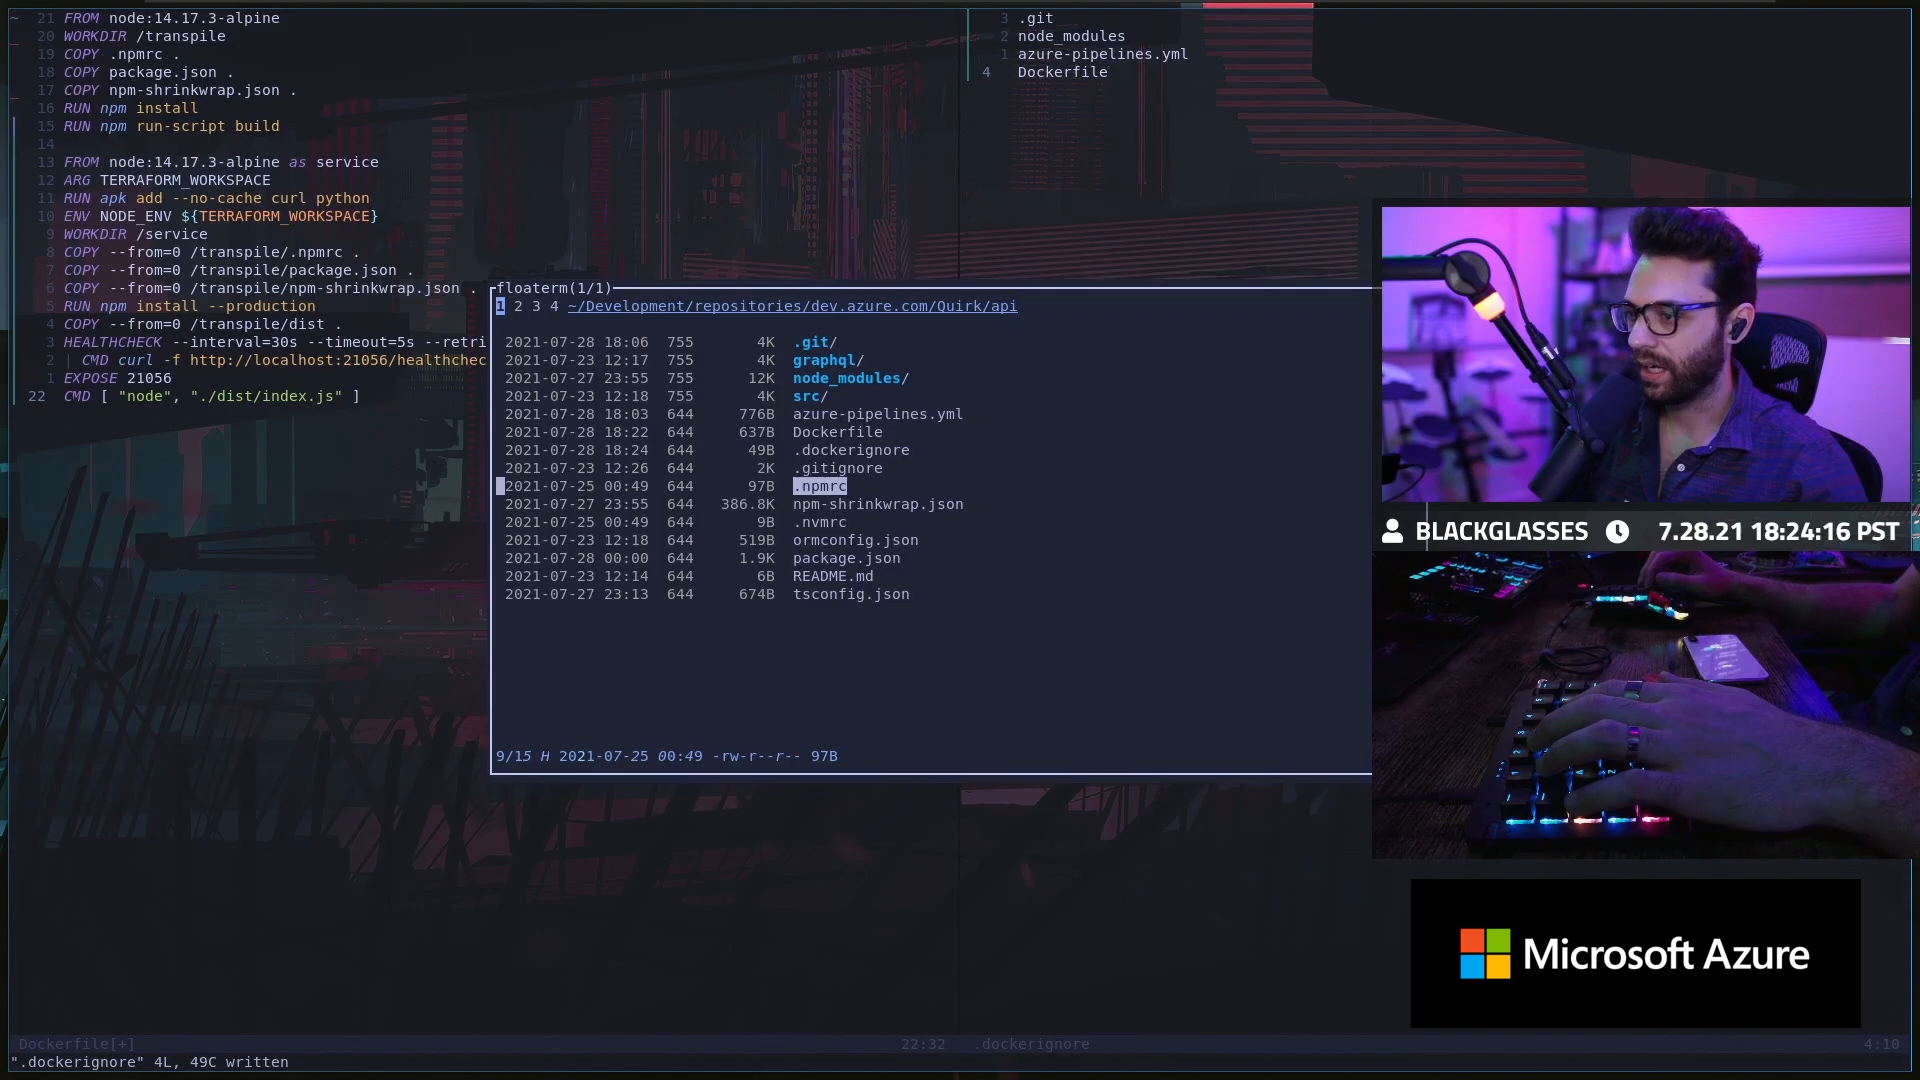 ~ 21 FROM node:14.17.3-alpine
20 WORKDIR /transpile
19 COPY .npmrc .
18 COPY package.json .
17 COPY npm-shrinkwrap.json .
16 RUN npm install
15 RUN npm run-script build
14
13 FROM node:14.17.3-alpine as service
12 ARG TERRAFORM_WORKSPACE
11 RUN apk add --no-cache curl python
10 ENV NODE_ENV ${TERRAFORM_WORKSPACE}
9 WORKDIR /service
8 COPY --from=0 /transpile/.npmrc .
7 COPY --from=0 /transpile/package.json .
6 COPY --from=0 /transpile/npm-shrinkwrap.json .
5 RUN npm install --production
4 COPY --from=0 /transpile/dist .
3 HEALTHCHECK --interval=30s --timeout=5s --retri
2 | CMD curl -f http://localhost:21056/healthchec
1 EXPOSE 21056
22 CMD [ "node", "./dist/index.js" ]
3 .git
2 node_modules
1 azure-pipelines.yml
4 Dockerfile
floaterm(1/1)
1 2 3 4 ~/Development/repositories/dev.azure.com/Quirk/api
2021-07-28 18:06 755 4K .git/
2021-07-23 12:17 755 4K graphql/
2021-07-27 23:55 755 12K node_modules/
2021-07-23 12:18 755 4K src/
2021-07-28 18:03 644 776B azure-pipelines.yml
2021-07-28 18:22 644 637B Dockerfile
2021-07-28 18:24 644 49B .dockerignore
2021-07-23 12:26 644 2K .gitignore
2021-07-25 00:49 644 97B .npmrc
2021-07-27 23:55 644 386.8K npm-shrinkwrap.json
2021-07-25 00:49 644 9B .nvmrc
2021-07-23 12:18 644 519B ormconfig.json
2021-07-28 00:00 644 1.9K package.json
2021-07-23 12:14 644 6B README.md
2021-07-27 23:13 644 674B tsconfig.json
9/15 H 2021-07-25 00:49 -rw-r--r-- 97B
BLACKGLASSES 7.28.21 18:24:16 PST
Microsoft Azure
Dockerfile[+] 22:32 .dockerignore 4:10
".dockerignore" 4L, 49C written